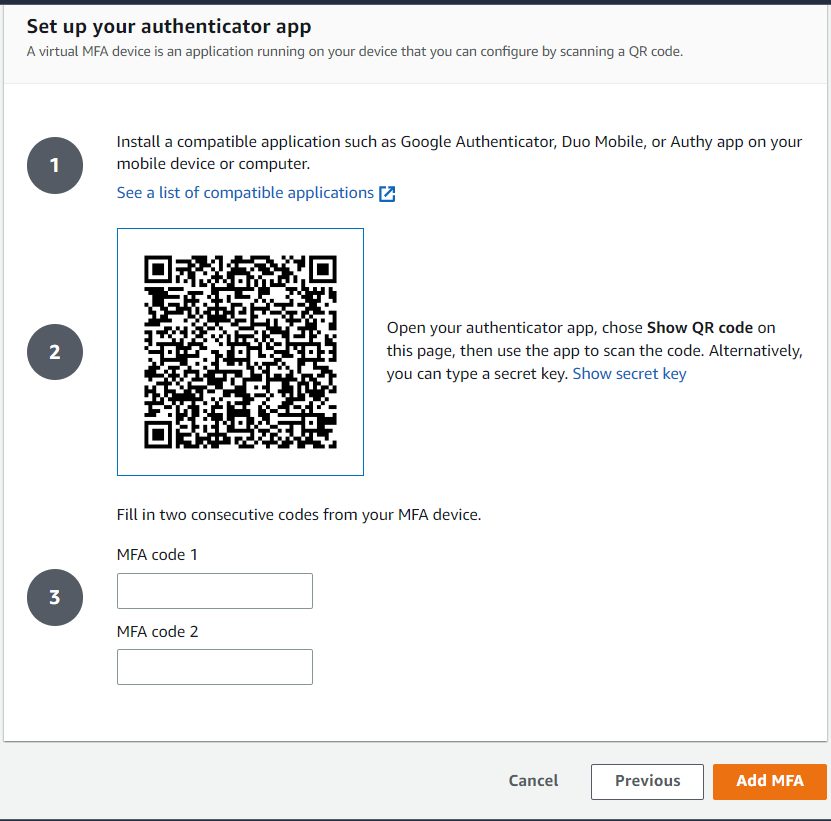 Set up your authenticator app
A virtual MFA device is an application running on your device that you can configure by scanning a QR code.
1
Install a compatible application such as Google Authenticator, Duo Mobile, or Authy app on your
mobile device or computer.
See a list of compatible applications
2
Open your authenticator app, chose Show QR code on
this page, then use the app to scan the code. Alternatively,
you can type a secret key. Show secret key
3
Fill in two consecutive codes from your MFA device.
MFA code 1
MFA code 2
Cancel
Previous
Add MFA